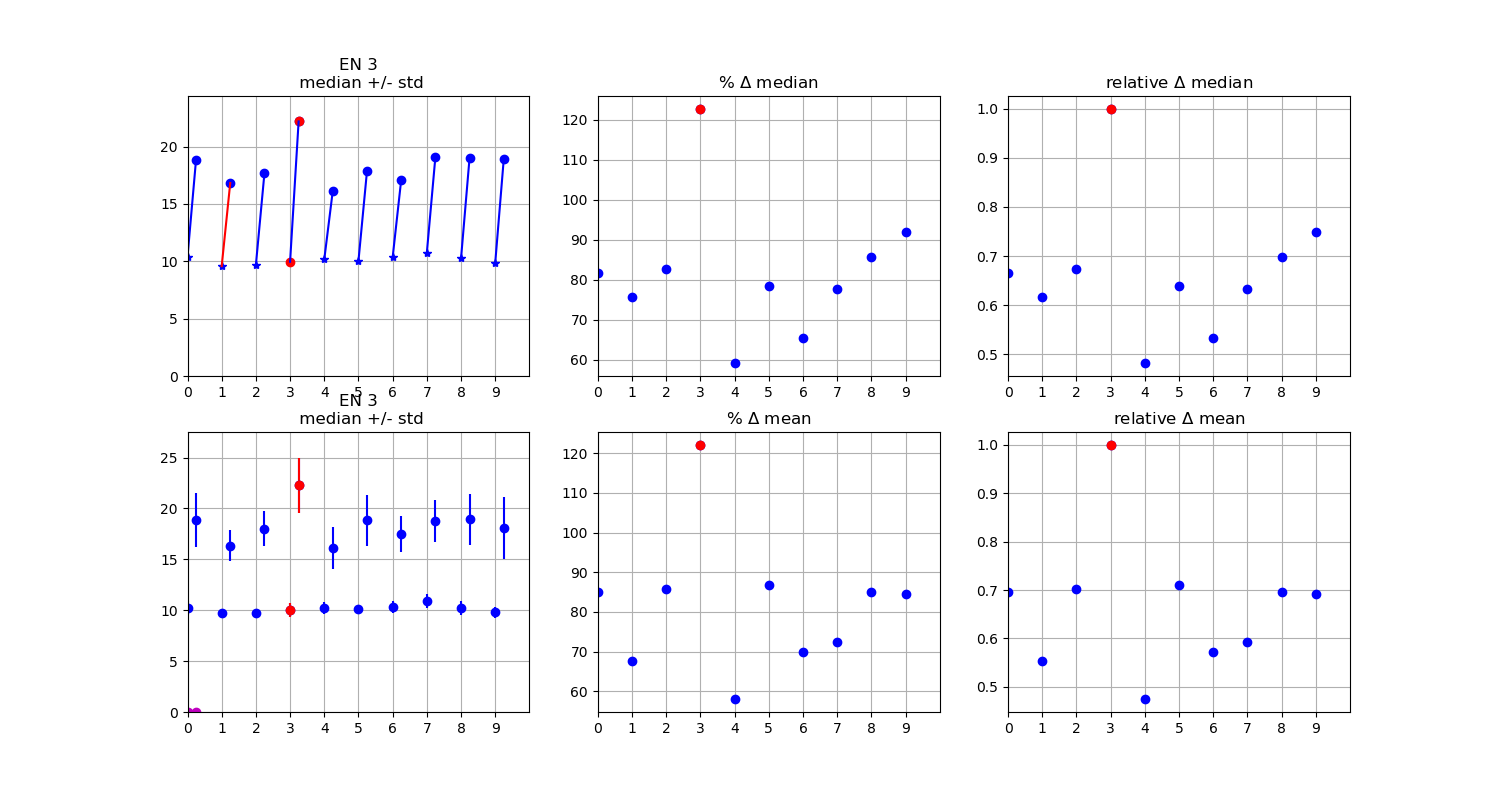 EN 3
median +/- std
% Δ median
relative Δ median
20
15
10
5
0
0 1 2 3 4 5 6 7 8 9
120
110
100
90
80
70
60
0 1 2 3 4 5 6 7 8 9
1.0
0.9
0.8
0.7
0.6
0.5
0 1 2 3 4 5 6 7 8 9
EN 3
median +/- std
% Δ mean
relative Δ mean
25
20
15
10
5
0
0 1 2 3 4 5 6 7 8 9
120
110
100
90
80
70
60
0 1 2 3 4 5 6 7 8 9
1.0
0.9
0.8
0.7
0.6
0.5
0 1 2 3 4 5 6 7 8 9